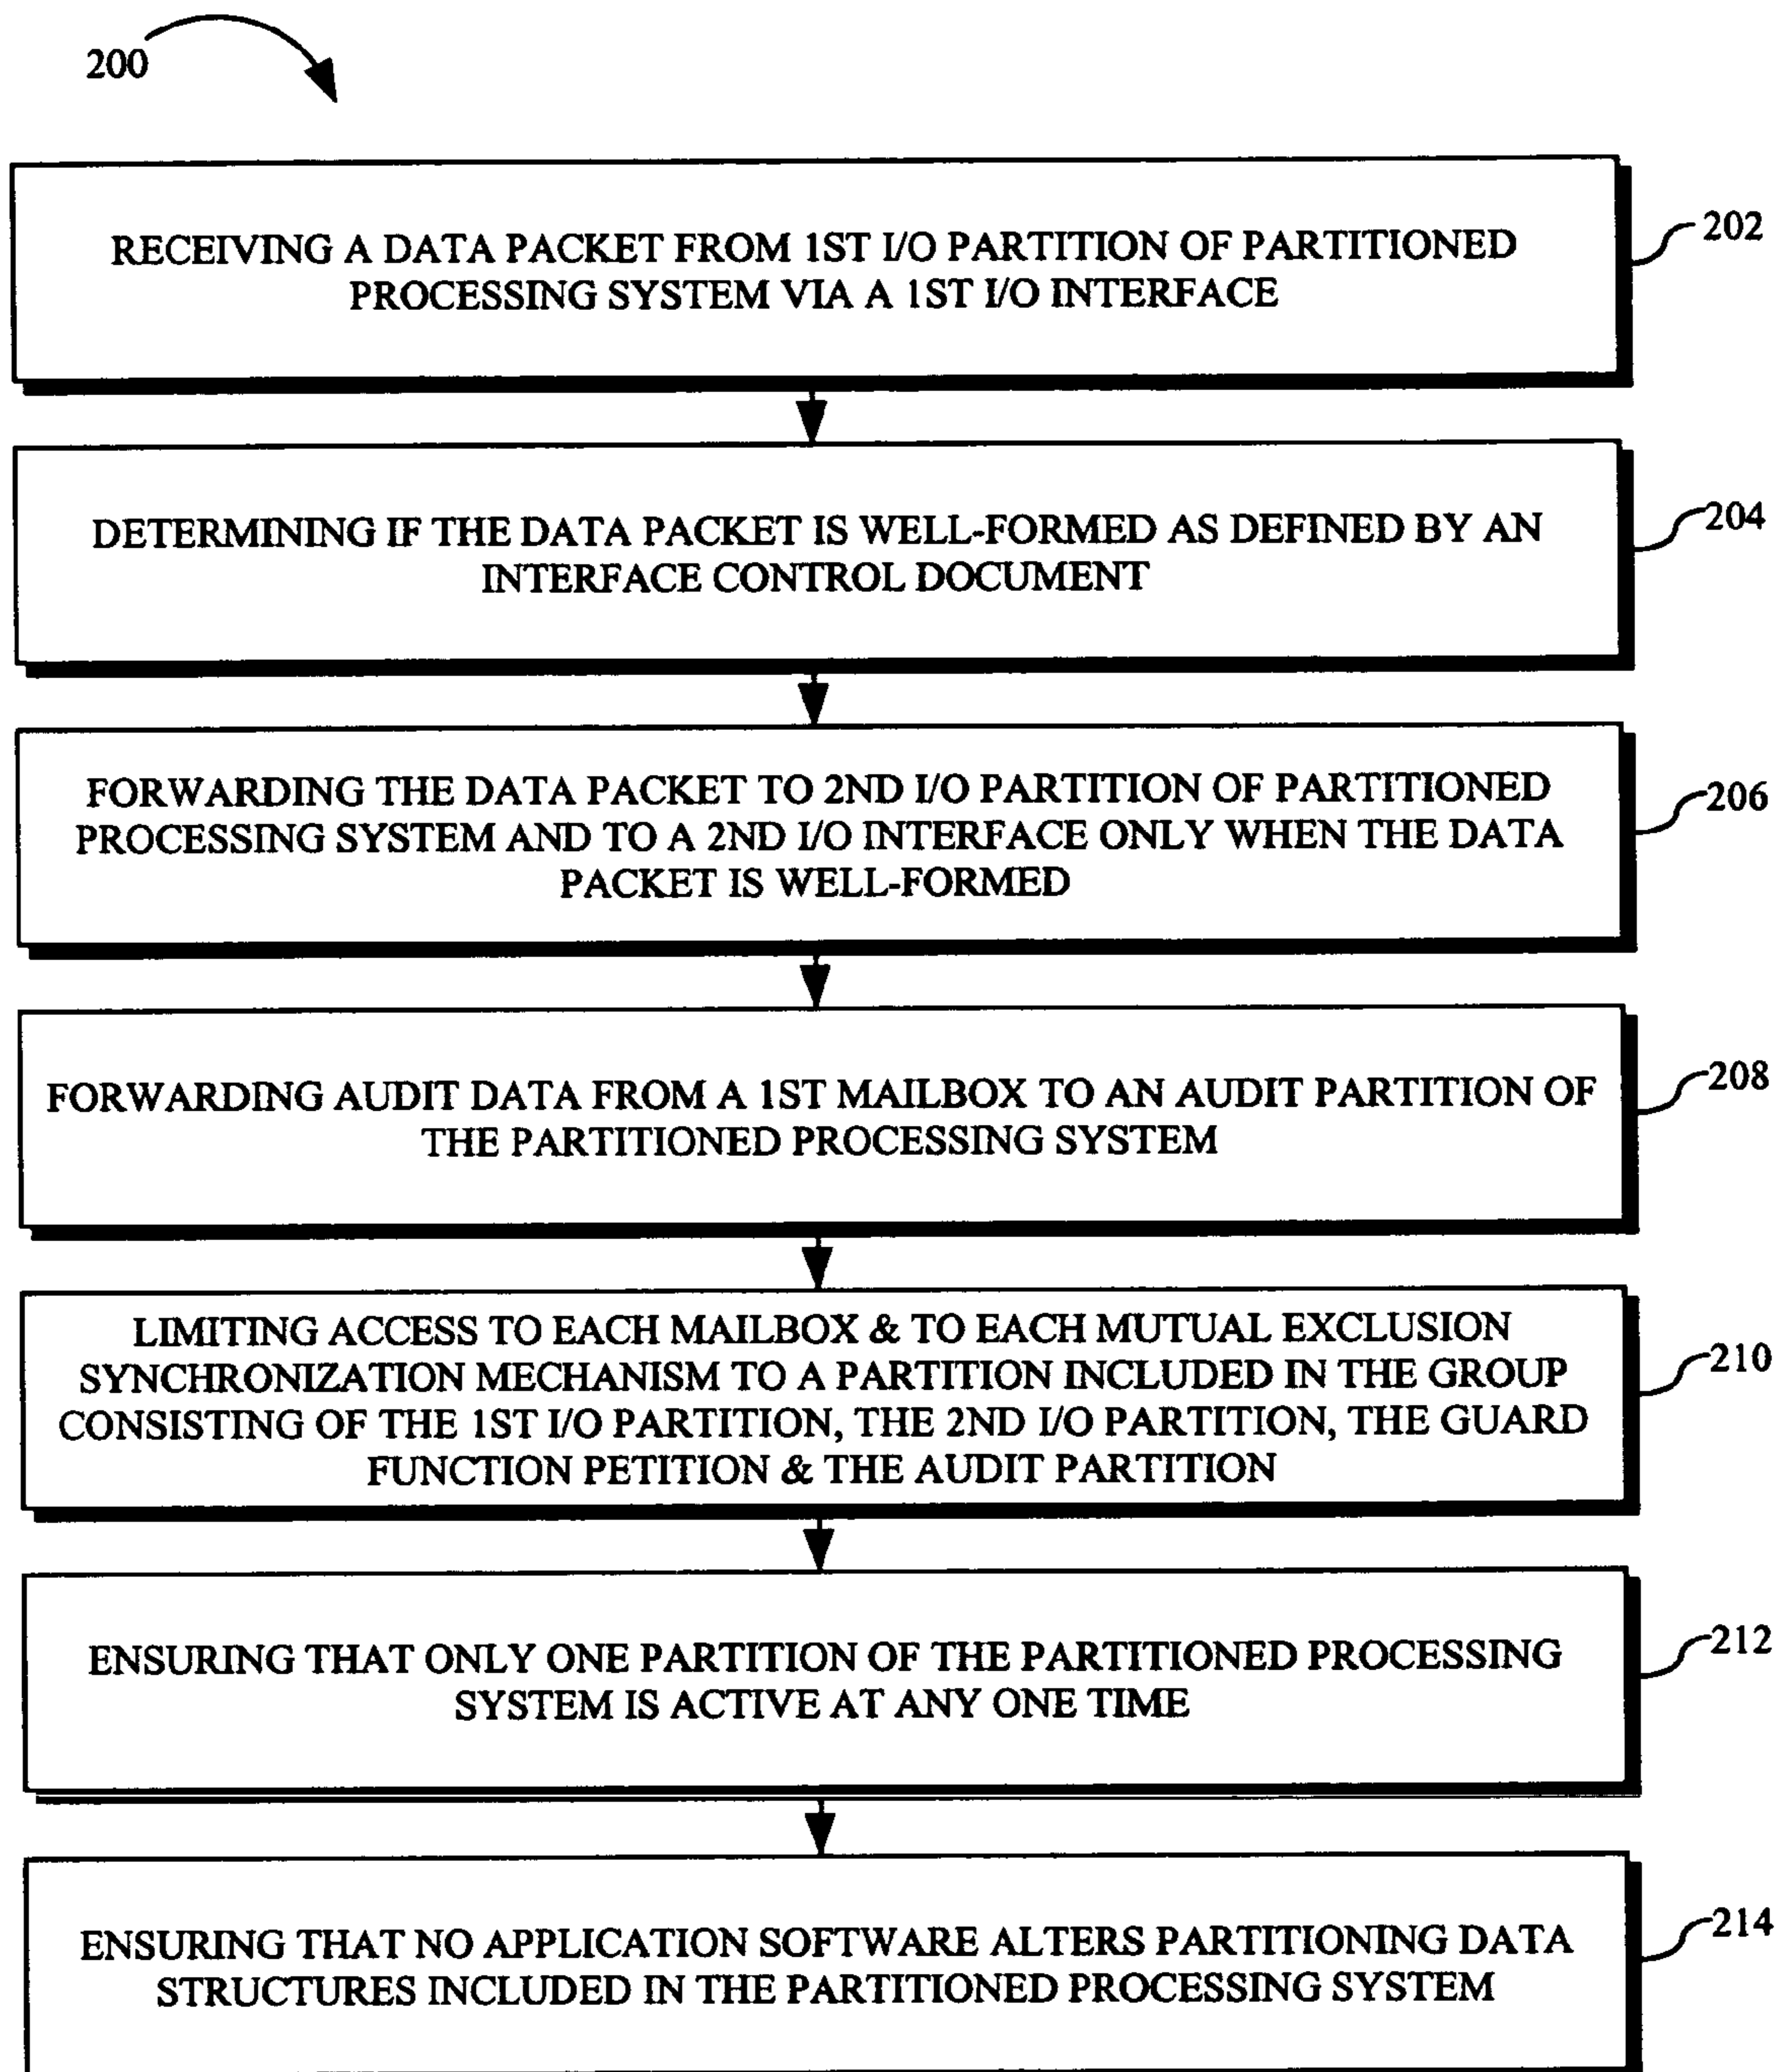 200
RECEIVING A DATA PACKET FROM 1ST I/O PARTITION OF PARTITIONED
PROCESSING SYSTEM VIA A 1ST I/O INTERFACE
202
DETERMINING IF THE DATA PACKET IS WELL-FORMED AS DEFINED BY AN
INTERFACE CONTROL DOCUMENT
204
FORWARDING THE DATA PACKET TO 2ND I/O PARTITION OF PARTITIONED
PROCESSING SYSTEM AND TO A 2ND I/O INTERFACE ONLY WHEN THE DATA
PACKET IS WELL-FORMED
206
FORWARDING AUDIT DATA FROM A 1ST MAILBOX TO AN AUDIT PARTITION OF
THE PARTITIONED PROCESSING SYSTEM
208
LIMITING ACCESS TO EACH MAILBOX & TO EACH MUTUAL EXCLUSION
SYNCHRONIZATION MECHANISM TO A PARTITION INCLUDED IN THE GROUP
CONSISTING OF THE 1ST I/O PARTITION, THE 2ND I/O PARTITION, THE GUARD
FUNCTION PETITION & THE AUDIT PARTITION
210
ENSURING THAT ONLY ONE PARTITION OF THE PARTITIONED PROCESSING
SYSTEM IS ACTIVE AT ANY ONE TIME
212
ENSURING THAT NO APPLICATION SOFTWARE ALTERS PARTITIONING DATA
STRUCTURES INCLUDED IN THE PARTITIONED PROCESSING SYSTEM
214